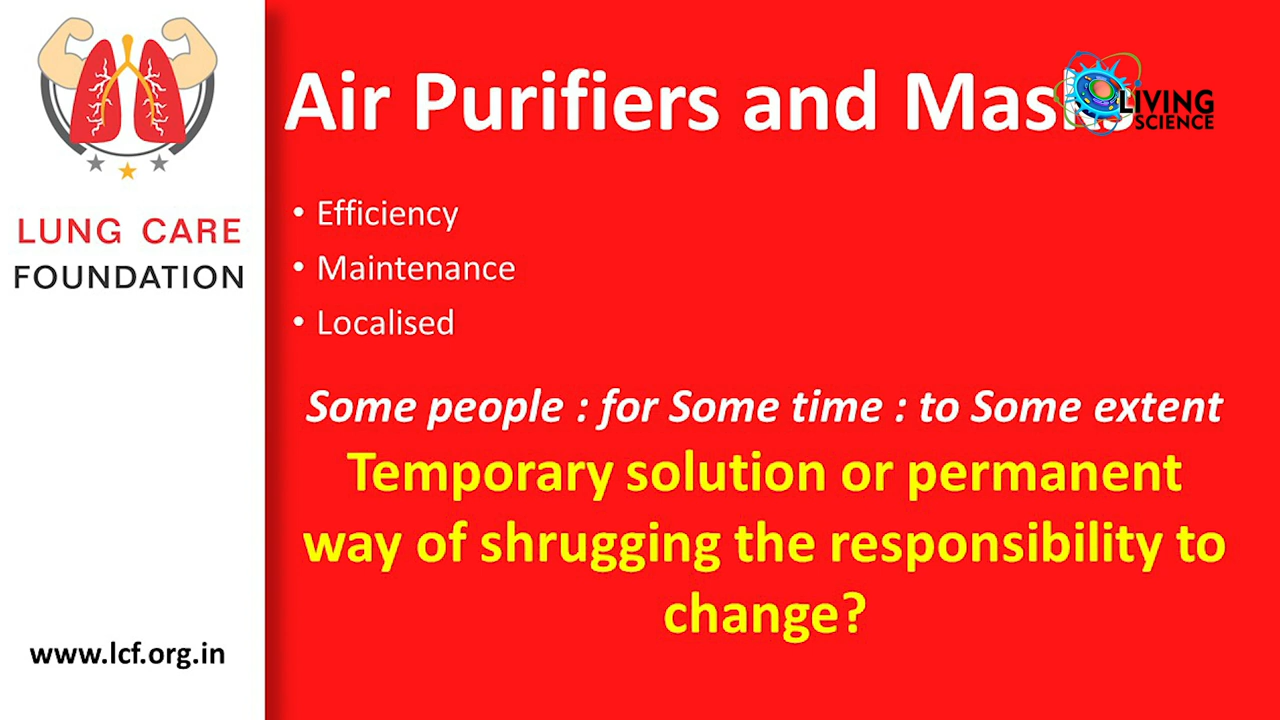 Air Purifiers and Masks
LIVING
SCIENCE
• Efficiency
• Maintenance
• Localised
Some people : for Some time : to Some extent
Temporary solution or permanent
way of shrugging the responsibility to
change?
LUNG CARE
FOUNDATION
www.lcf.org.in